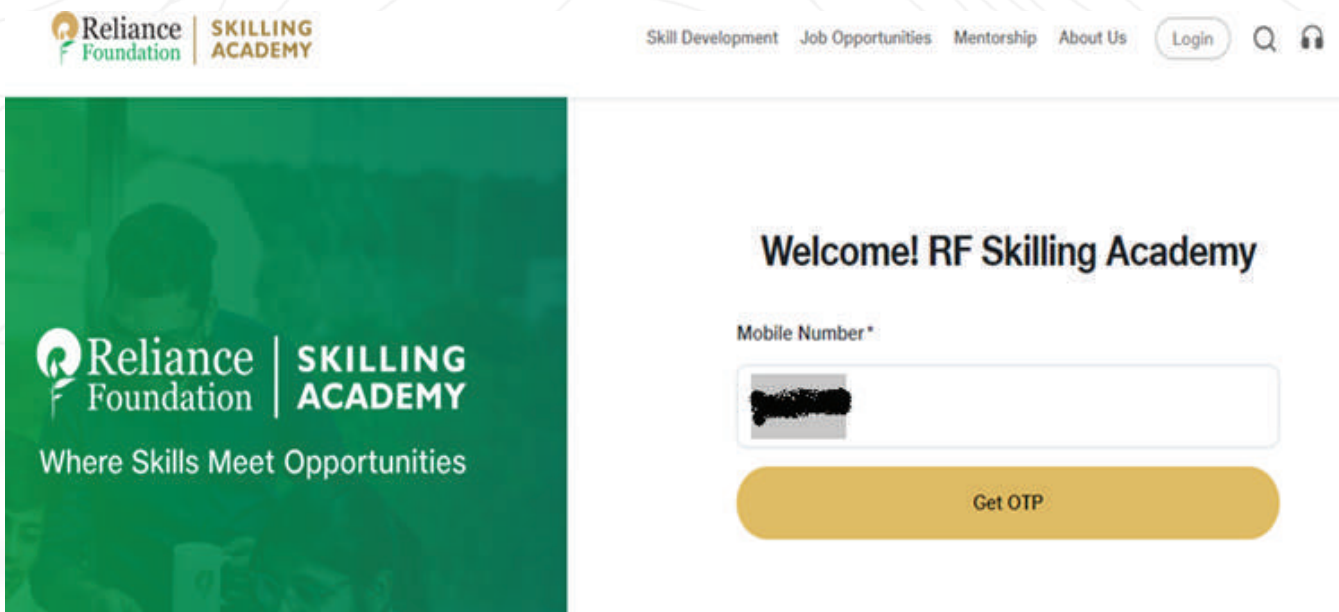 Reliance Foundation | SKILLING ACADEMY
Skill Development Job Opportunities Mentorship About Us Login
Welcome! RF Skilling Academy
Mobile Number*
Get OTP
Reliance Foundation | SKILLING ACADEMY
Where Skills Meet Opportunities